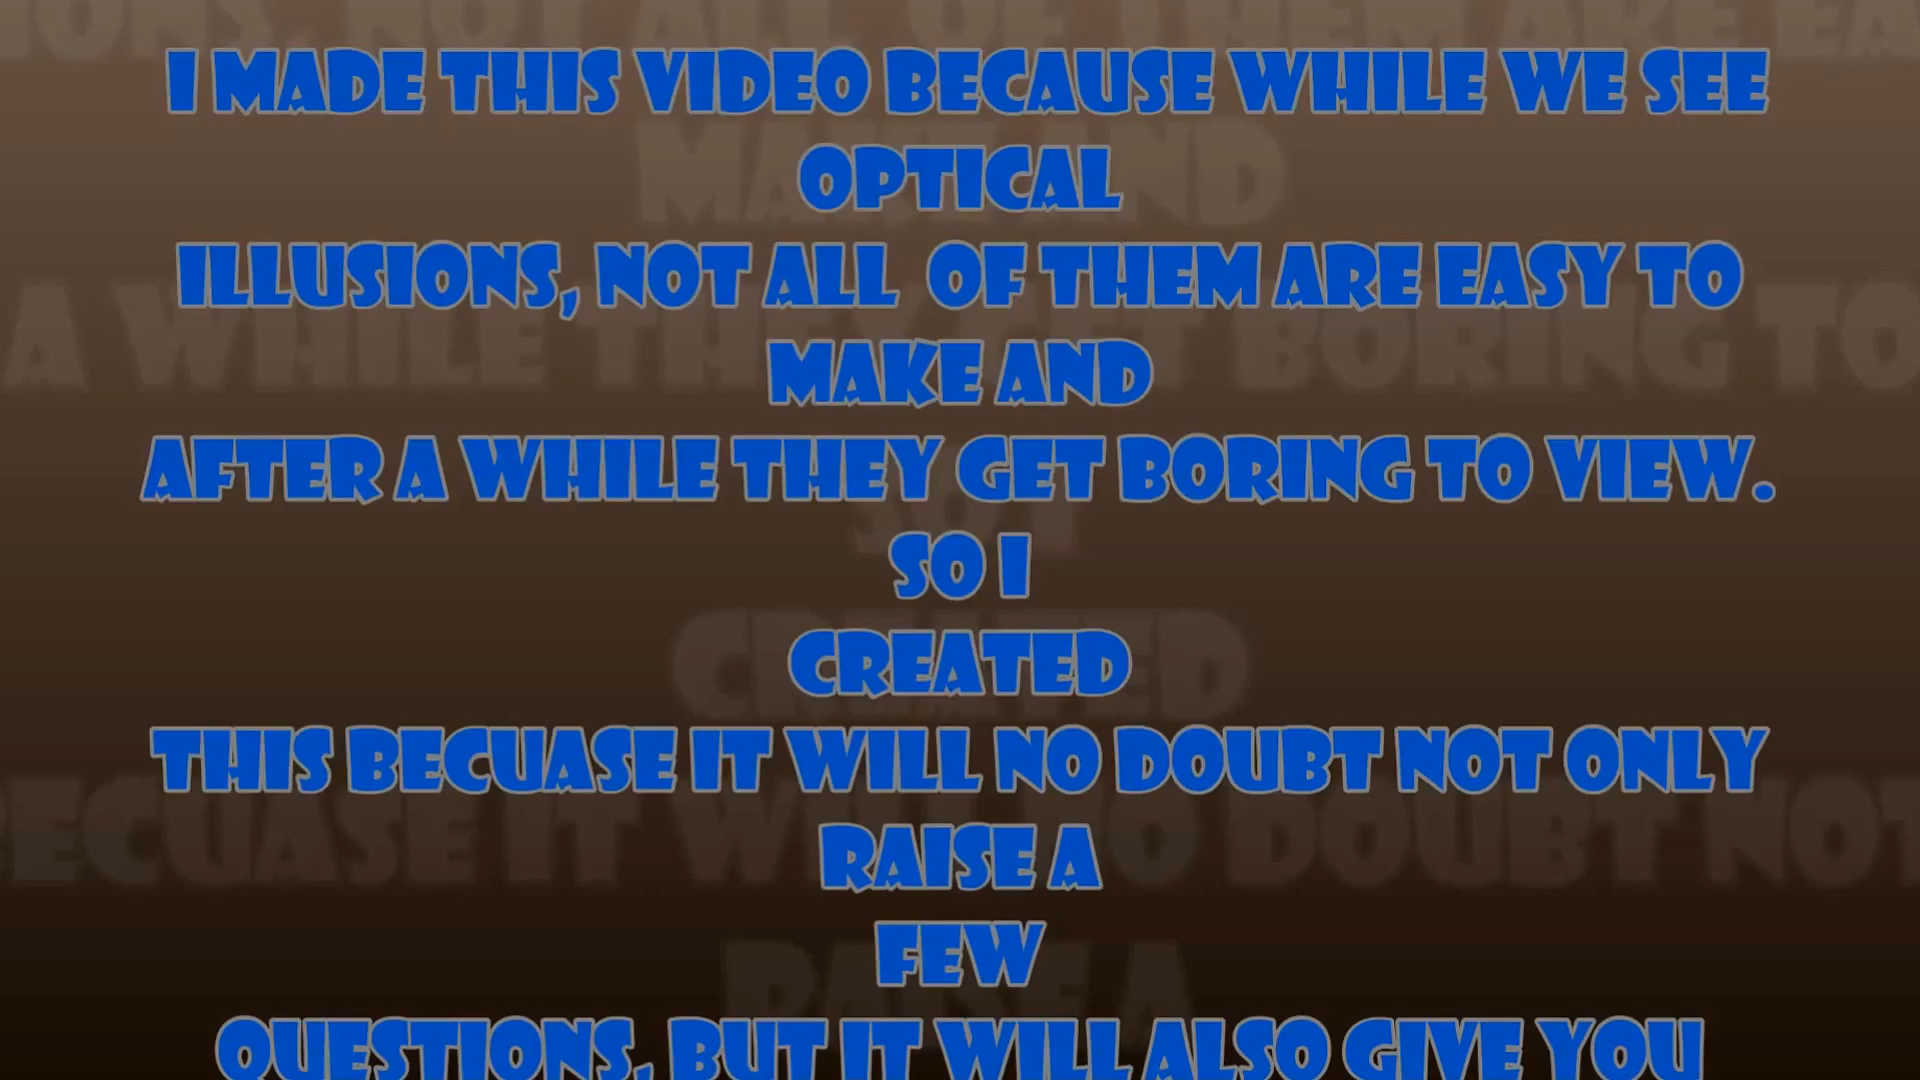 I MADE THIS VIDEO BECAUSE WHILE WE SEE
OPTICAL
ILLUSIONS, NOT ALL OF THEM ARE EASY TO
MAKE AND
AFTER A WHILE THEY GET BORING TO VIEW.
SO I
CREATED
THIS BECUASE IT WILL NO DOUBT NOT ONLY
RAISE A
FEW
QUESTIONS, BUT IT WILL ALSO GIVE YOU